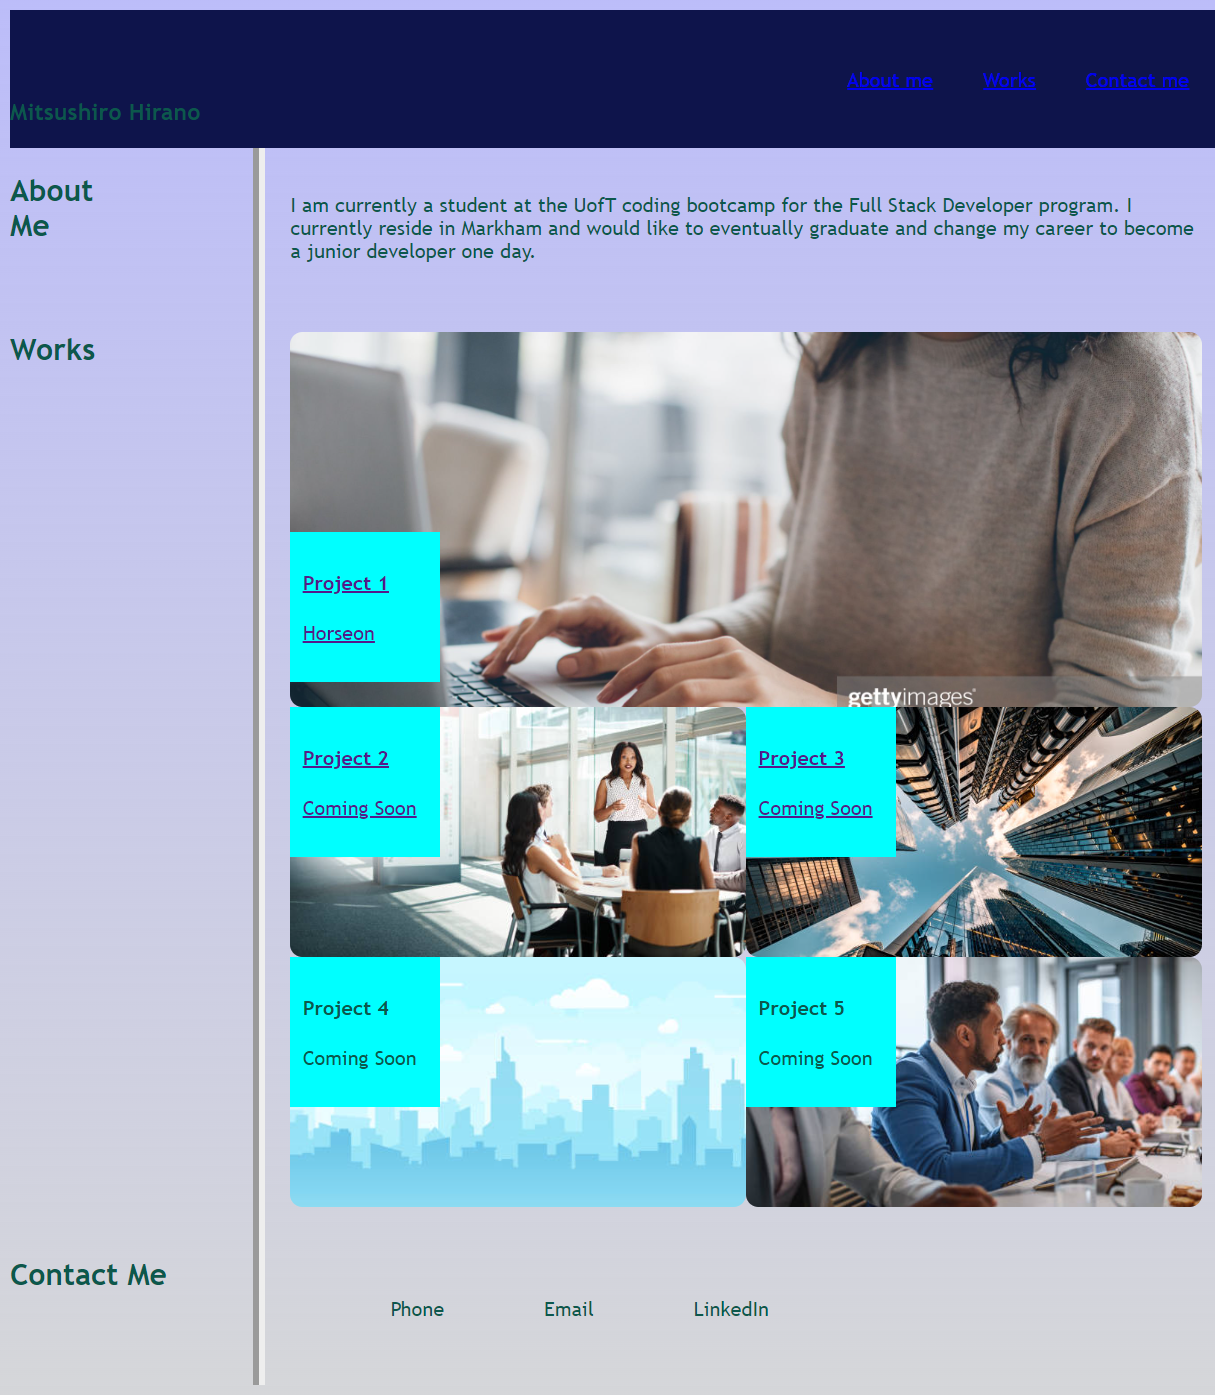 About me Works Contact me
Mitsushiro Hirano
About
Me
I am currently a student at the UofT coding bootcamp for the Full Stack Developer program. I
currently reside in Markham and would like to eventually graduate and change my career to become
a junior developer one day.
Works
Project 1
Horseon
gettyimages
Project 2
Coming Soon
Project 3
Coming Soon
Project 4
Coming Soon
Project 5
Coming Soon
Contact Me
Phone Email LinkedIn